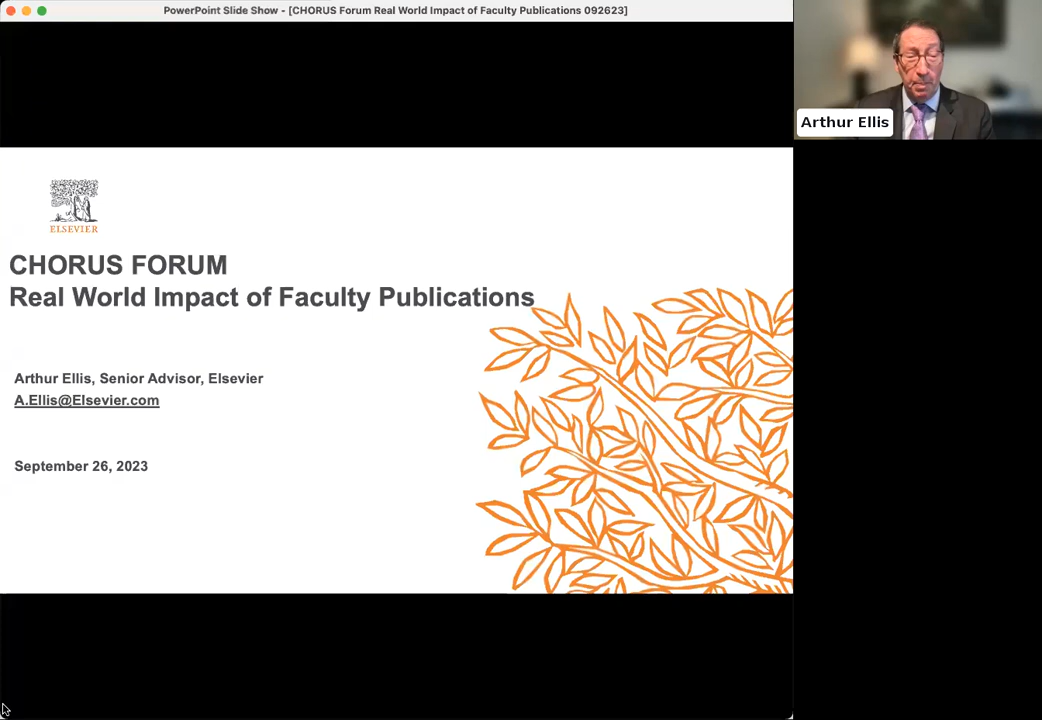 PowerPoint Slide Show - [CHORUS Forum Real World Impact of Faculty Publications 092623]
Arthur Ellis
ELSEVIER
CHORUS FORUM
Real World Impact of Faculty Publications
Arthur Ellis, Senior Advisor, Elsevier
A.Ellis@Elsevier.com
September 26, 2023